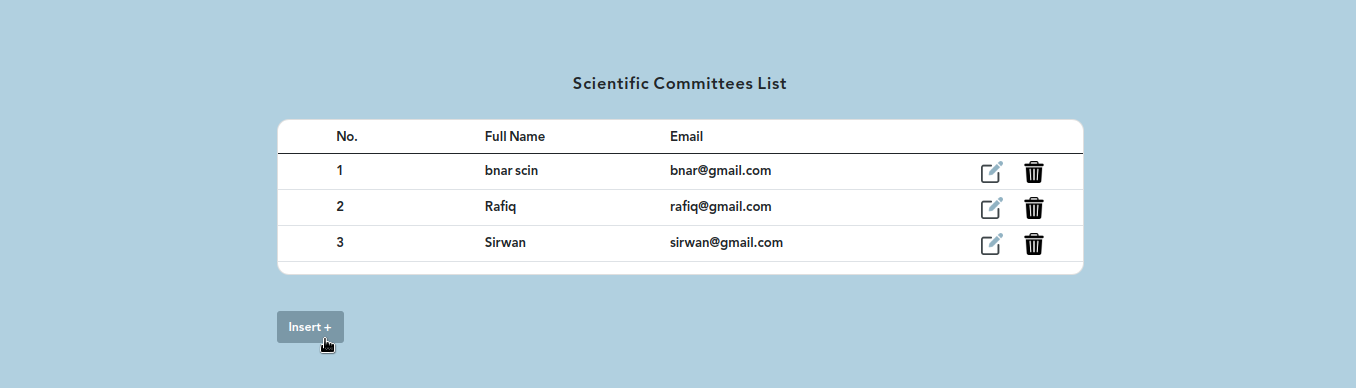 Scientific Committees List
No. Full Name Email
1 bnar scin bnar@gmail.com
2 Rafiq rafiq@gmail.com
3 Sirwan sirwan@gmail.com
Insert +